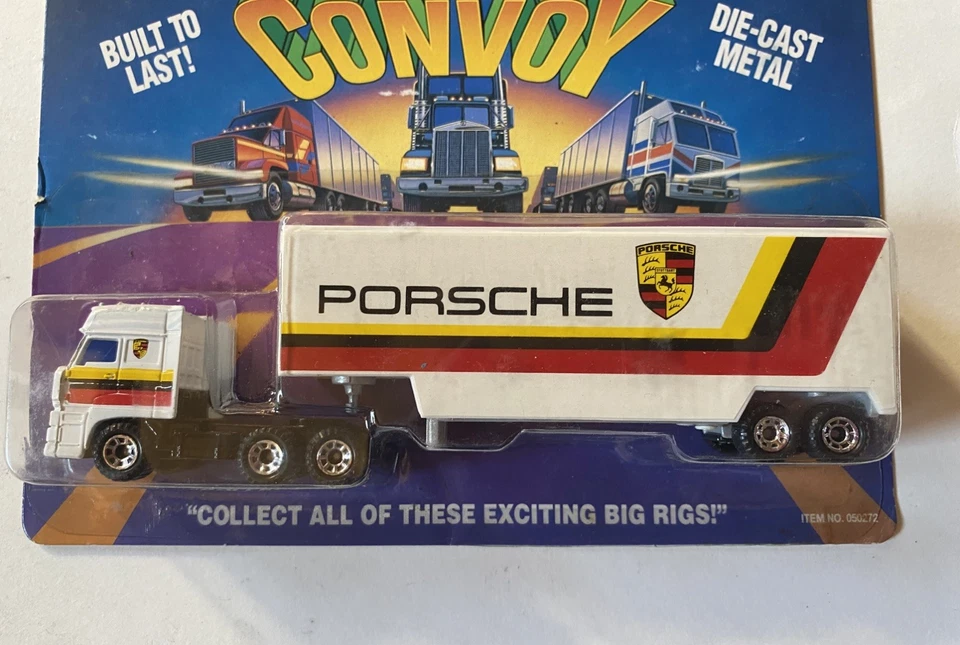 CONVOY
BUILT TO
LAST!
DIE-CAST
METAL
PORSCHE
PORSCHE
"COLLECT ALL OF THESE EXCITING BIG RIGS!"
ITEM NO. 050272